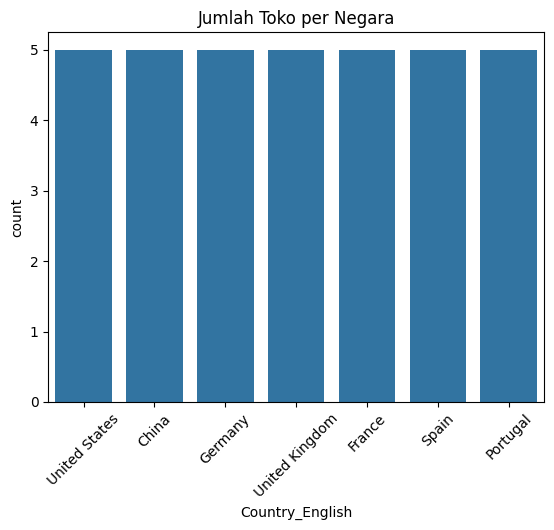 Jumlah Toko per Negara
5
4
3
2
1
0
count
United States
China
Germany
United Kingdom
France
Spain
Portugal
Country_English